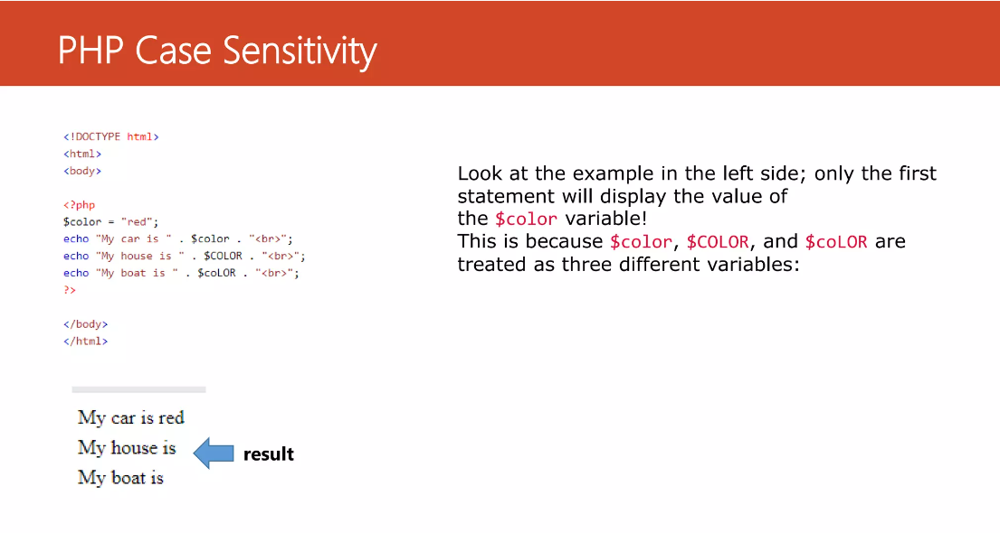 PHP Case Sensitivity
<!DOCTYPE html>
<html>
<body>
<?php
$color = "red";
echo "My car is " . $color . "<br>";
echo "My house is " . $COLOR . "<br>";
echo "My boat is " . $coLOR . "<br>";
?>
</body>
</html>
My car is red
My house is
My boat is
result
Look at the example in the left side; only the first
statement will display the value of
the $color variable!
This is because $color, $COLOR, and $coLOR are
treated as three different variables: